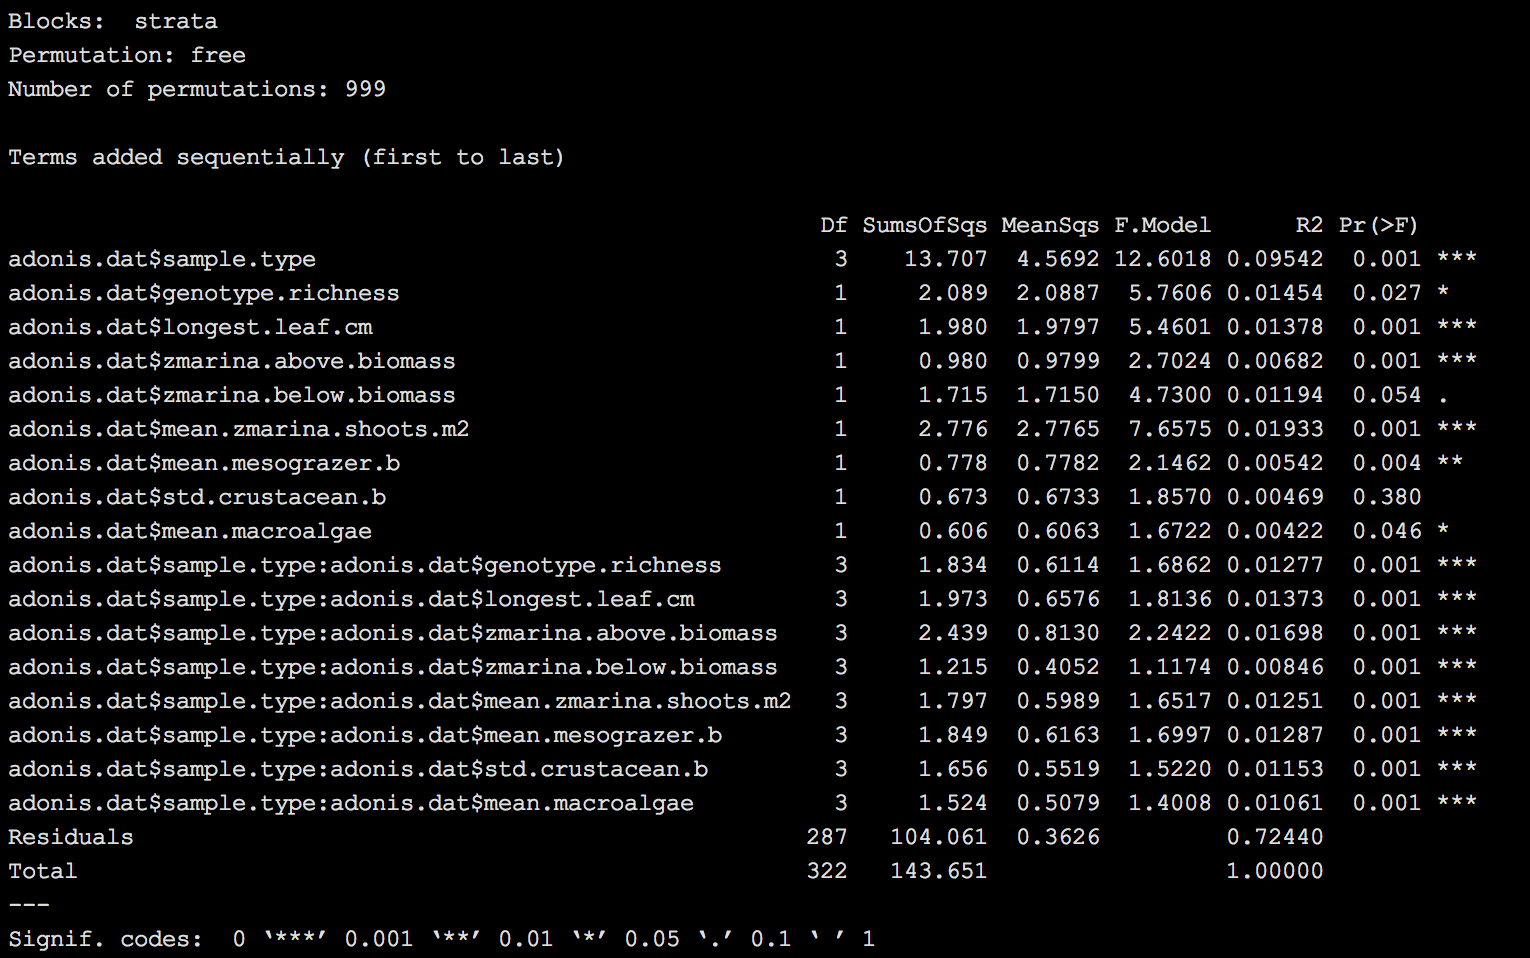 Blocks:  strata
Permutation: free
Number of permutations: 999
Terms added sequentially (first to last)
Df SumsOfSqs MeanSqs F.Model R2 Pr(>F)
adonis.dat$sample.type 3 13.707 4.5692 12.6018 0.09542 0.001 ***
adonis.dat$genotype.richness 1 2.089 2.0887 5.7606 0.01454 0.027 *
adonis.dat$longest.leaf.cm 1 1.980 1.9797 5.4601 0.01378 0.001 ***
adonis.dat$zmarina.above.biomass 1 0.980 0.9799 2.7024 0.00682 0.001 ***
adonis.dat$zmarina.below.biomass 1 1.715 1.7150 4.7300 0.01194 0.054 .
adonis.dat$mean.zmarina.shoots.m2 1 2.776 2.7765 7.6575 0.01933 0.001 ***
adonis.dat$mean.mesograzer.b 1 0.778 0.7782 2.1462 0.00542 0.004 **
adonis.dat$std.crustacean.b 1 0.673 0.6733 1.8570 0.00469 0.380
adonis.dat$mean.macroalgae 1 0.606 0.6063 1.6722 0.00422 0.046 *
adonis.dat$sample.type:adonis.dat$genotype.richness 3 1.834 0.6114 1.6862 0.01277 0.001 ***
adonis.dat$sample.type:adonis.dat$longest.leaf.cm 3 1.973 0.6576 1.8136 0.01373 0.001 ***
adonis.dat$sample.type:adonis.dat$zmarina.above.biomass 3 2.439 0.8130 2.2422 0.01698 0.001 ***
adonis.dat$sample.type:adonis.dat$zmarina.below.biomass 3 1.215 0.4052 1.1174 0.00846 0.001 ***
adonis.dat$sample.type:adonis.dat$mean.zmarina.shoots.m2 3 1.797 0.5989 1.6517 0.01251 0.001 ***
adonis.dat$sample.type:adonis.dat$mean.mesograzer.b 3 1.849 0.6163 1.6997 0.01287 0.001 ***
adonis.dat$sample.type:adonis.dat$std.crustacean.b 3 1.656 0.5519 1.5220 0.01153 0.001 ***
adonis.dat$sample.type:adonis.dat$mean.macroalgae 3 1.524 0.5079 1.4008 0.01061 0.001 ***
Residuals 287 104.061 0.3626 0.72440
Total 322 143.651 1.00000
---
Signif. codes:  0 ‘***’ 0.001 ‘**’ 0.01 ‘*’ 0.05 ‘.’ 0.1 ‘ ’ 1